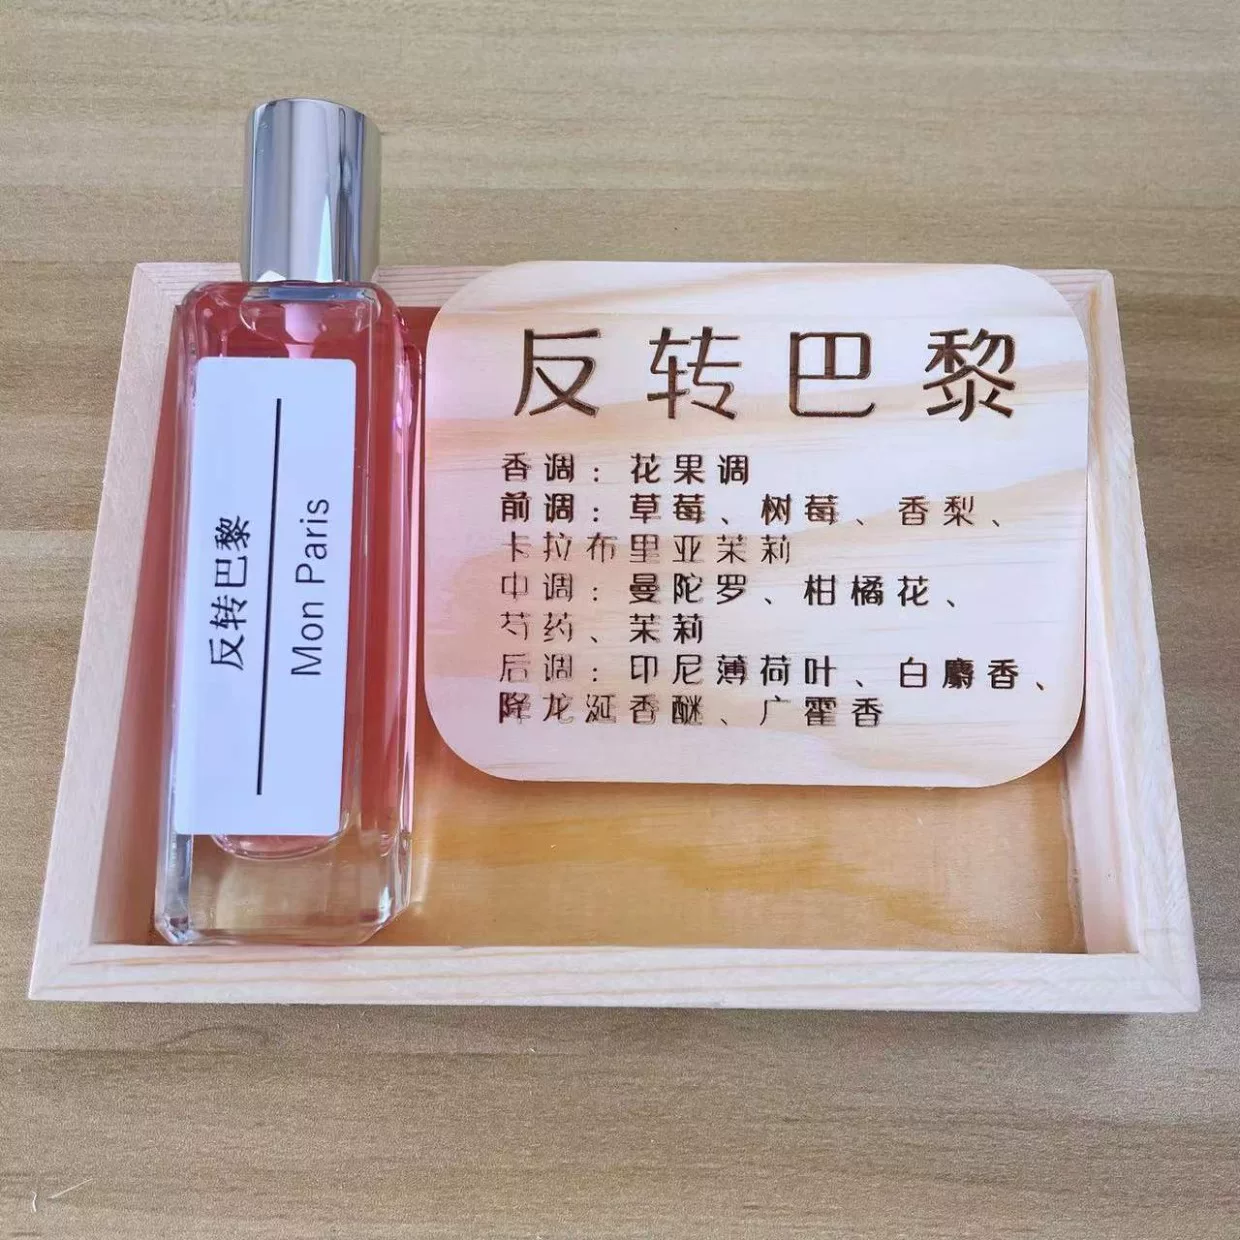 反转巴黎
Mon Paris
反转巴黎
香调：花果调
前调：草莓、树莓、香梨、
卡拉布里亚茉莉
中调：曼陀罗、柑橘花、
芍药、茉莉
后调：印尼薄荷叶、白麝香、
降龙涎香醚、广霍香